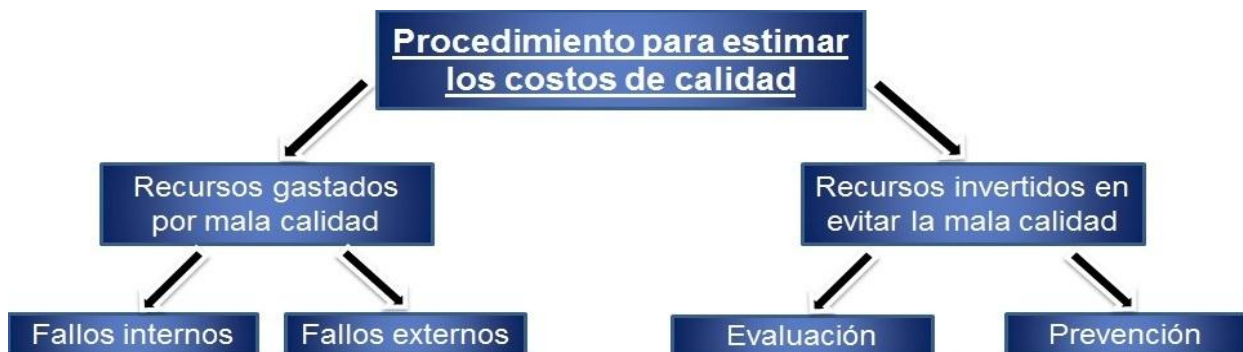 Procedimiento para estimar
los costos de calidad
Recursos gastados
por mala calidad
Recursos invertidos en
evitar la mala calidad
Fallos internos
Fallos externos
Evaluación
Prevención